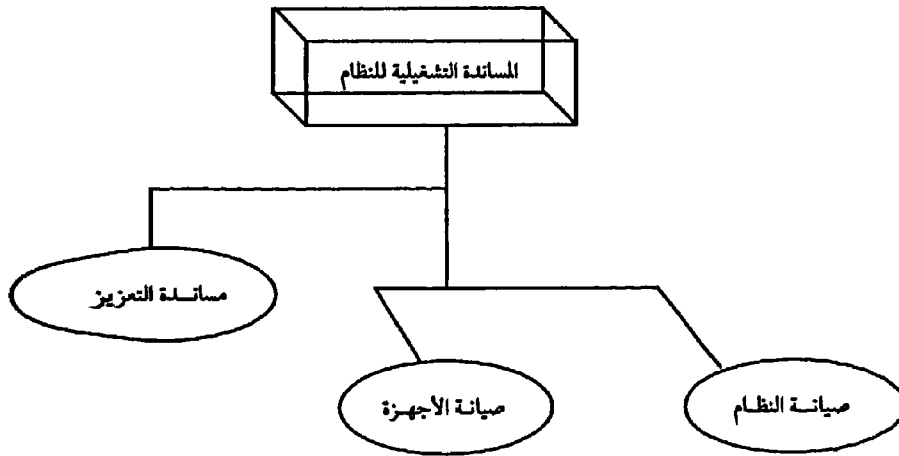 المساندة التشغيلية للنظام
مساندة التعزيز
صيانة النظام
صيانة الأجهزة